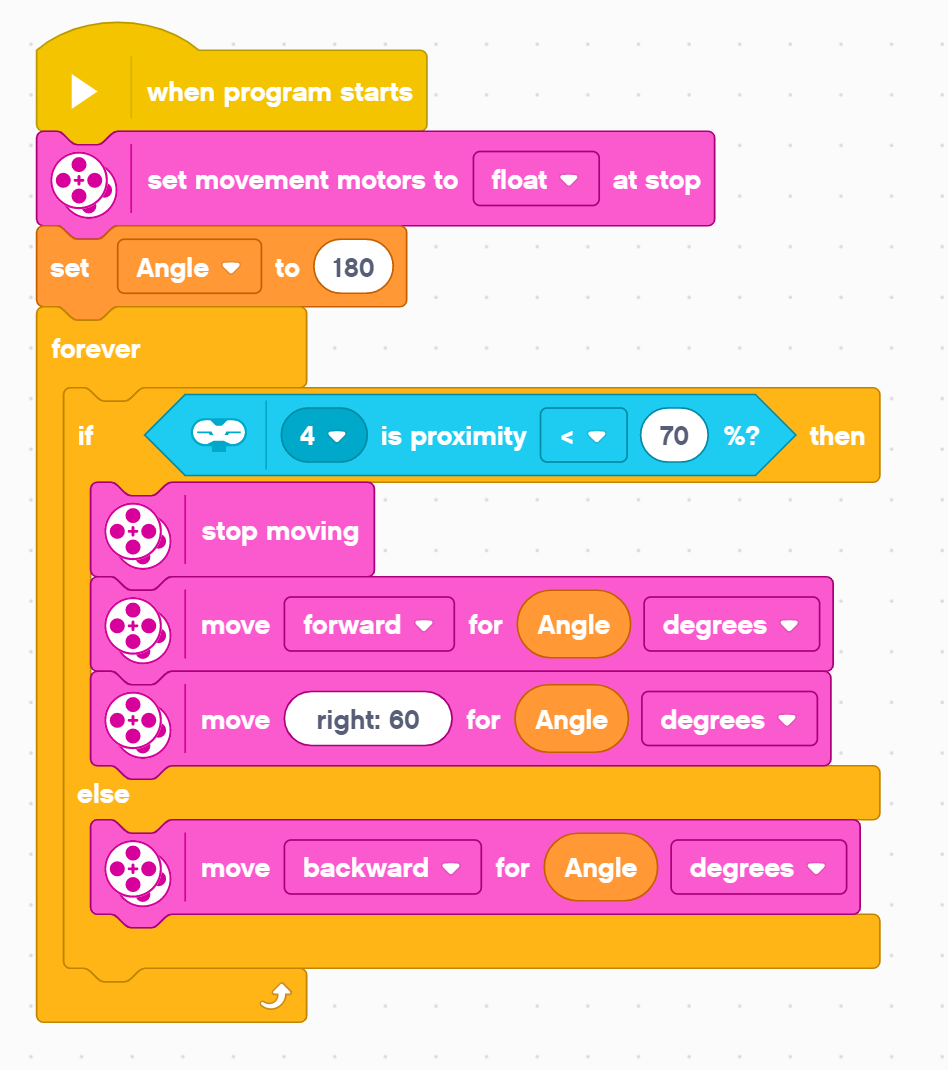 when program starts
set movement motors to float at stop
set Angle to 180
forever
if 4 is proximity < 70 %? then
stop moving
move forward for Angle degrees
move right: 60 for Angle degrees
else
move backward for Angle degrees